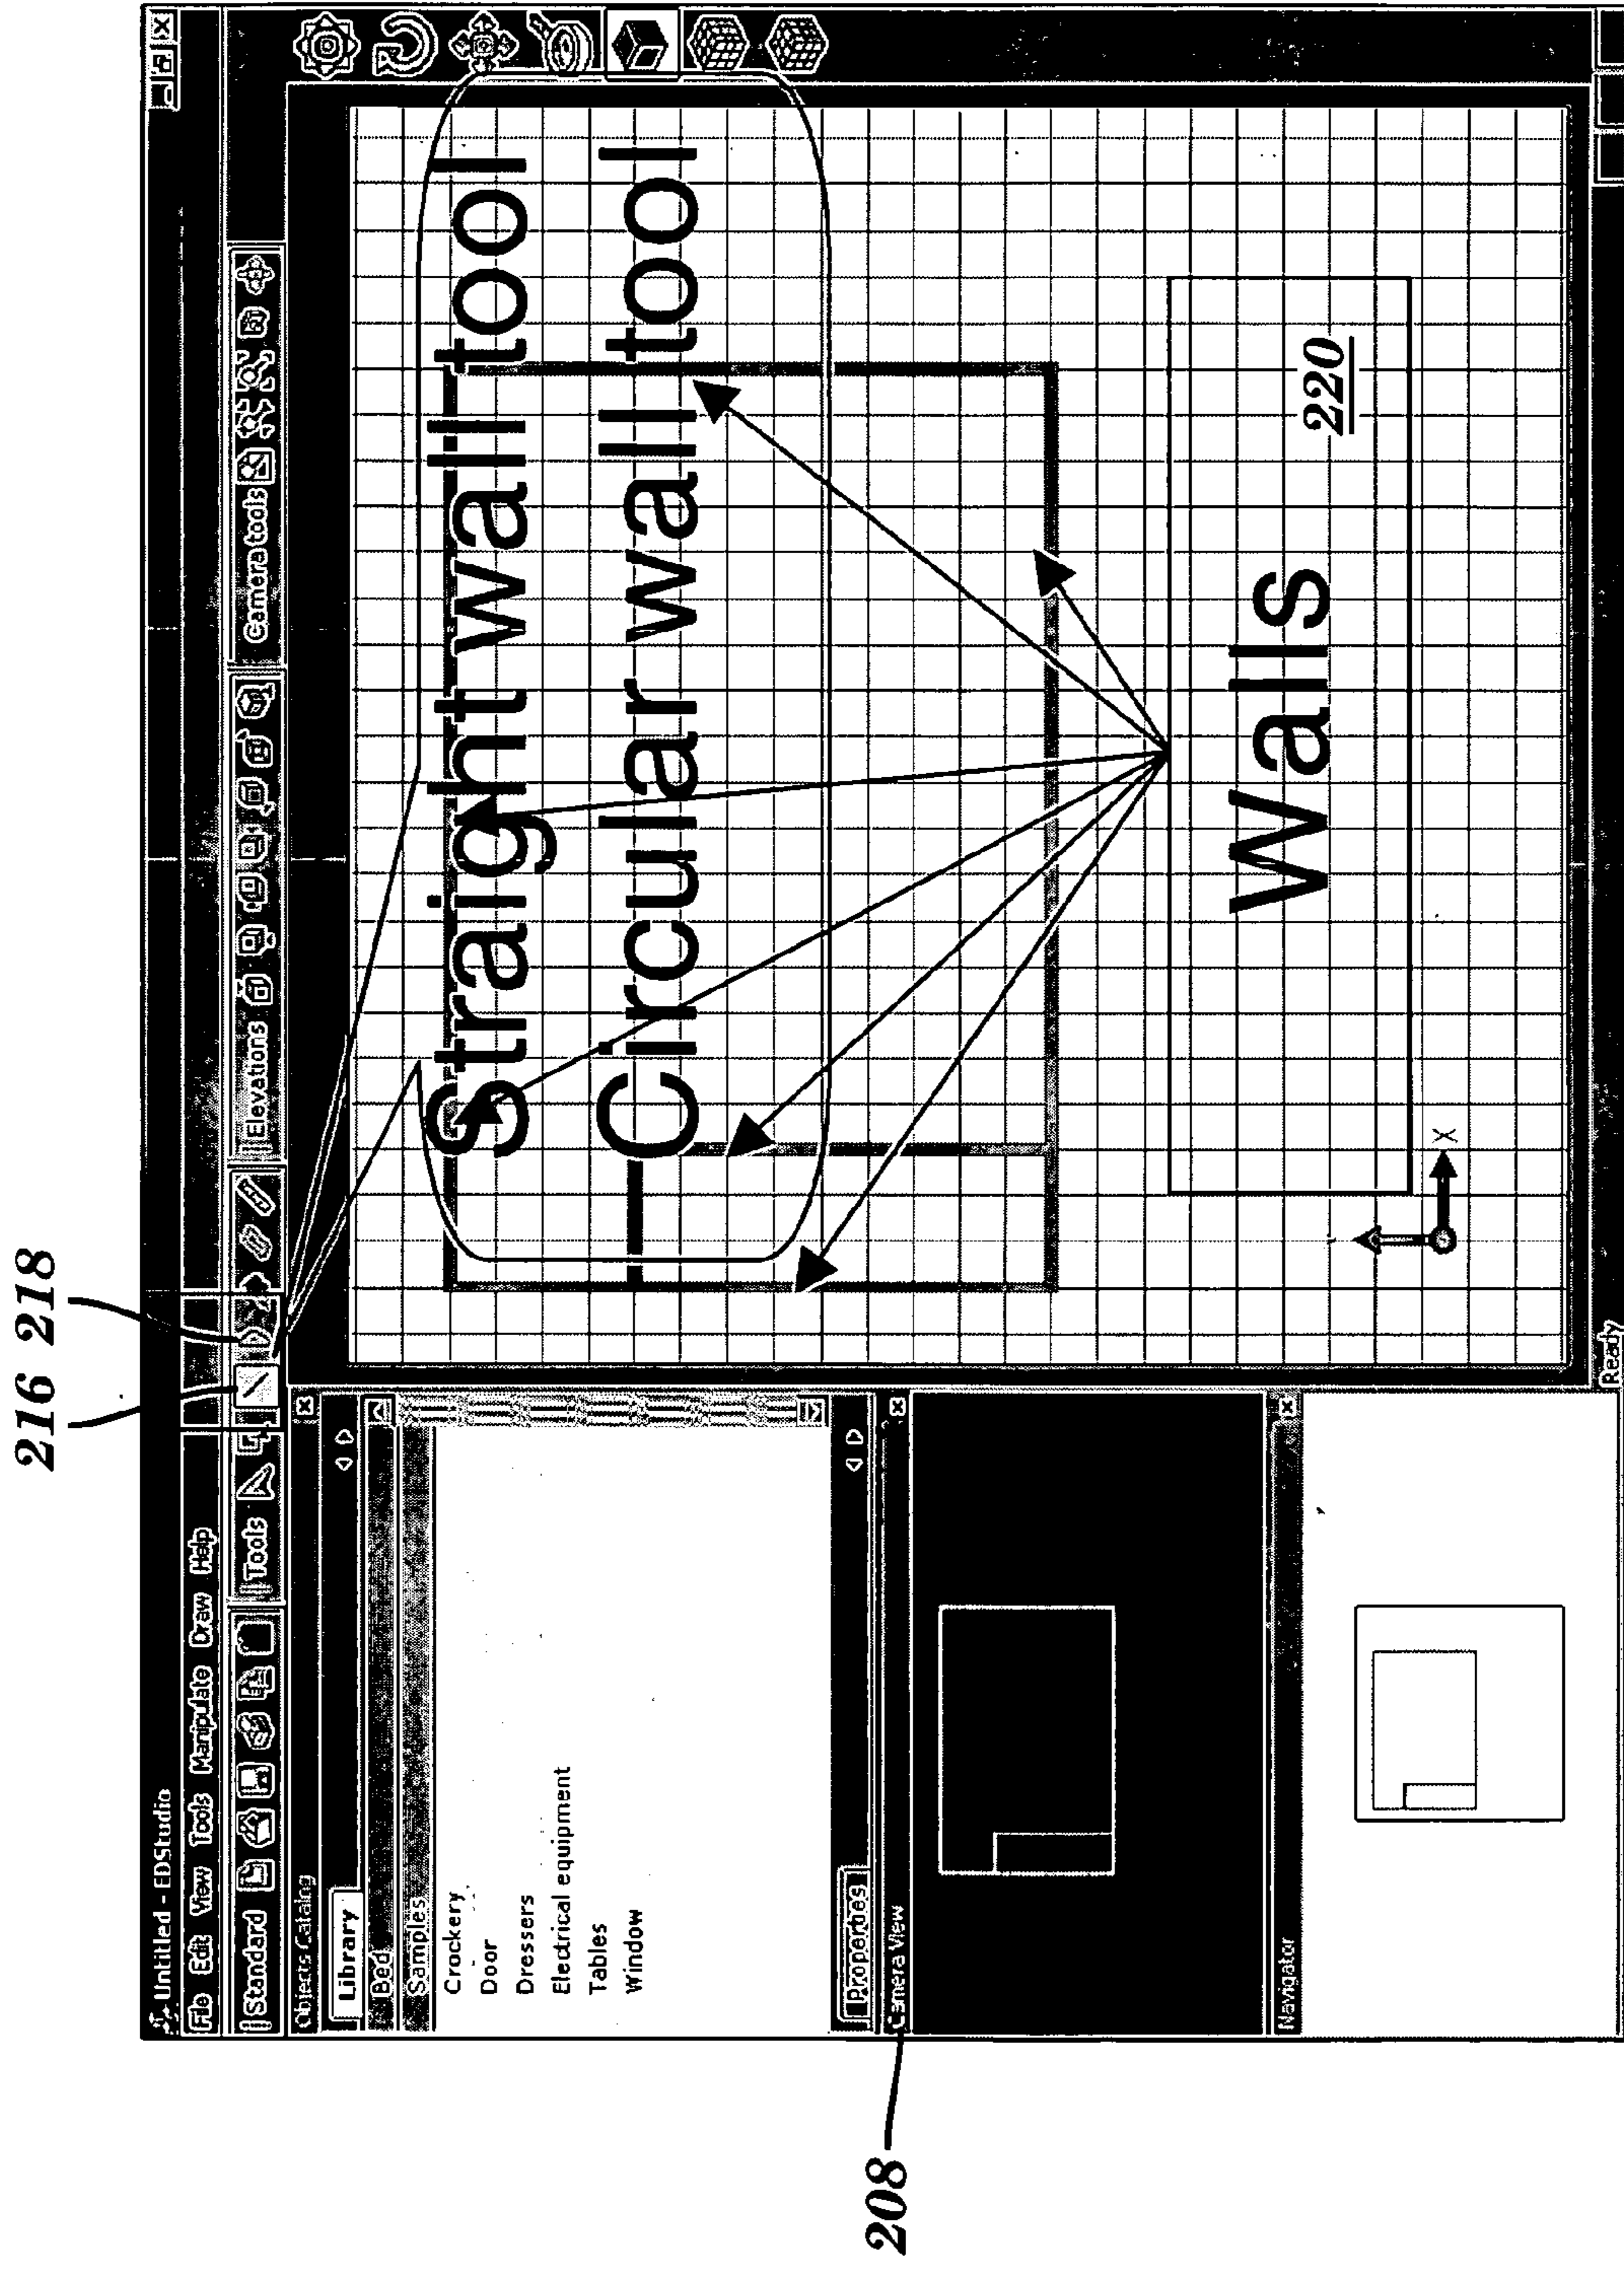 216 218
Untitled - EDStudio
File Edit View Tools Manipulate Draw Help
Standard Tools Elevations Camera tools
Objects Catalog
Library
Bed
Samples
Crockery
Door
Dressers
Electrical equipment
Tables
Window
Properties
Camera View
208
Navigator
Straight wall tool
Circular wall tool
Walls
220
X
Ready